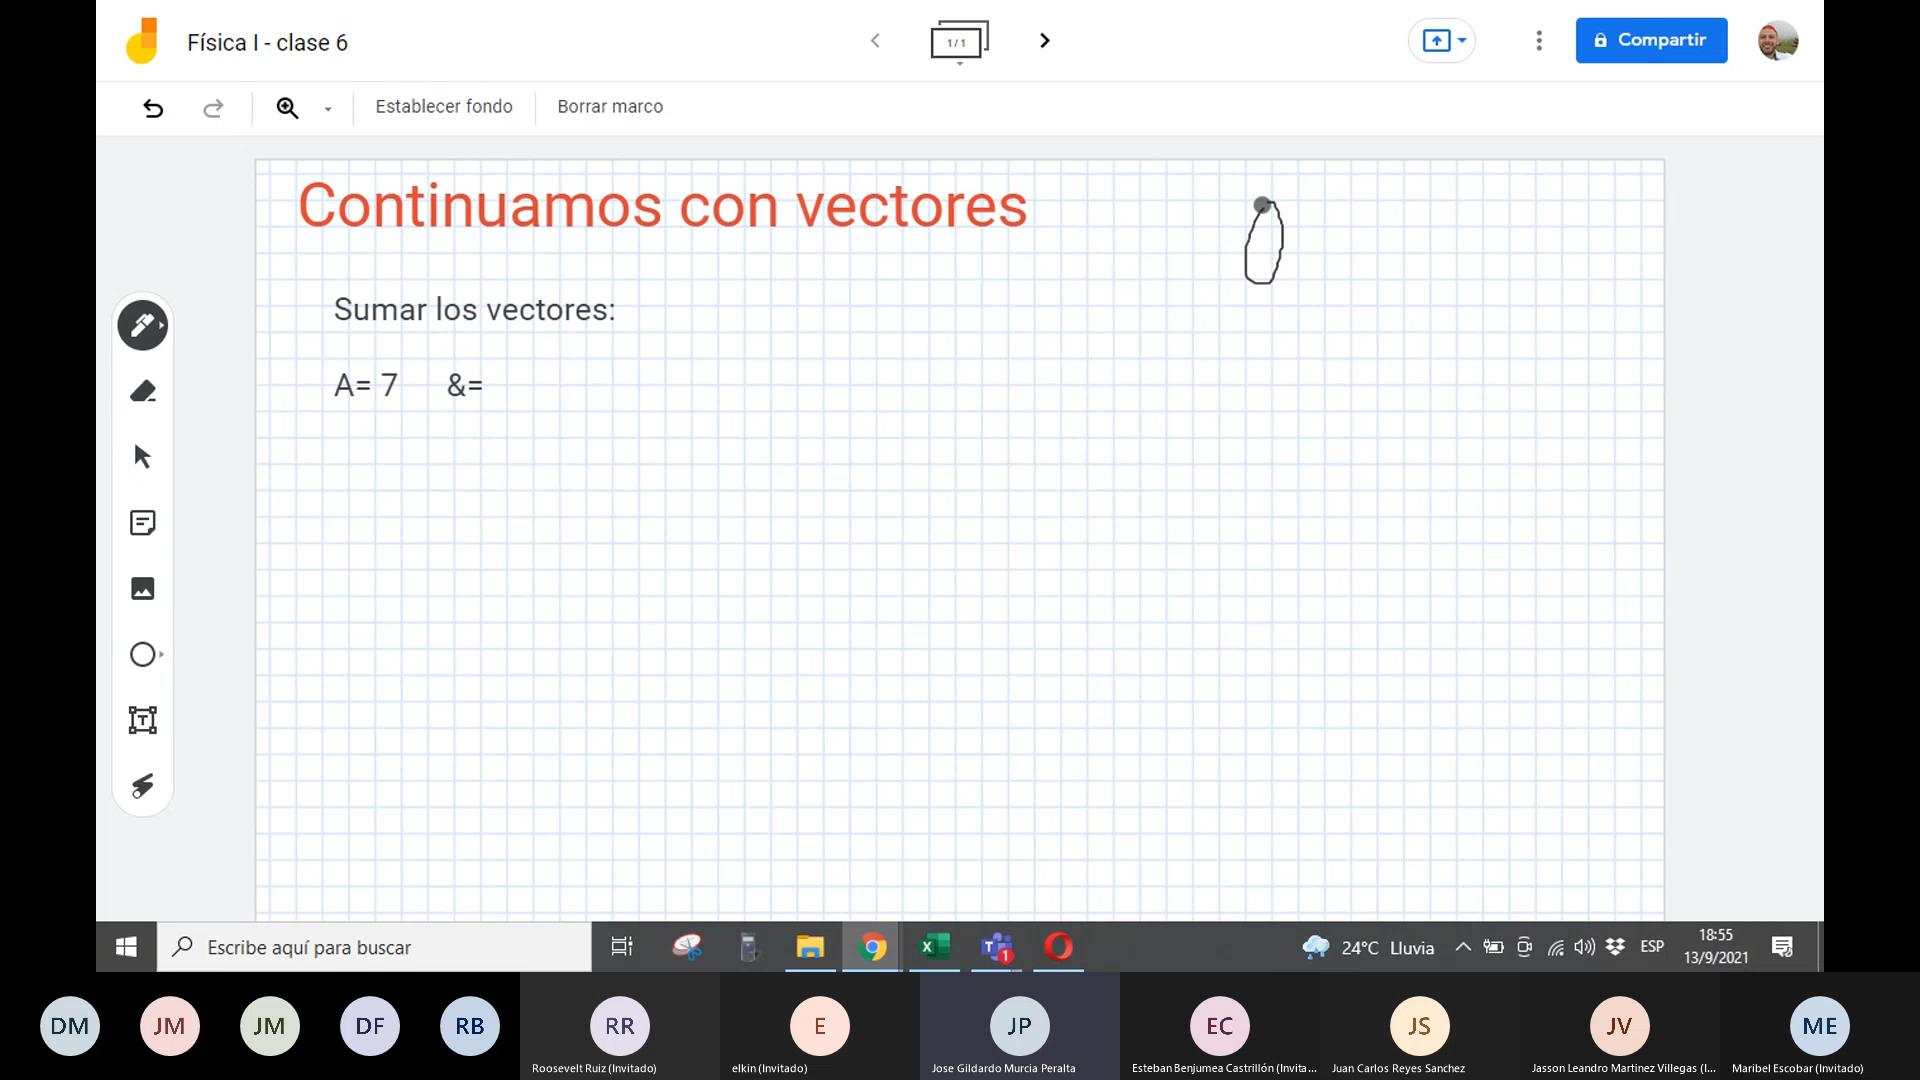 Física I - clase 6
1 / 1
Compartir
Establecer fondo
Borrar marco
Continuamos con vectores
Sumar los vectores:
A= 7 &=
Escribe aquí para buscar
1
24°C Lluvia
ESP
18:55
13/9/2021
DM
JM
JM
DF
RB
RR
E
JP
EC
JS
JV
ME
Roosevelt Ruiz (Invitado)
elkin (Invitado)
Jose Gildardo Murcia Peralta
Esteban Benjumea Castrillón (Invita...
Juan Carlos Reyes Sanchez
Jasson Leandro Martinez Villegas (I...
Maribel Escobar (Invitado)